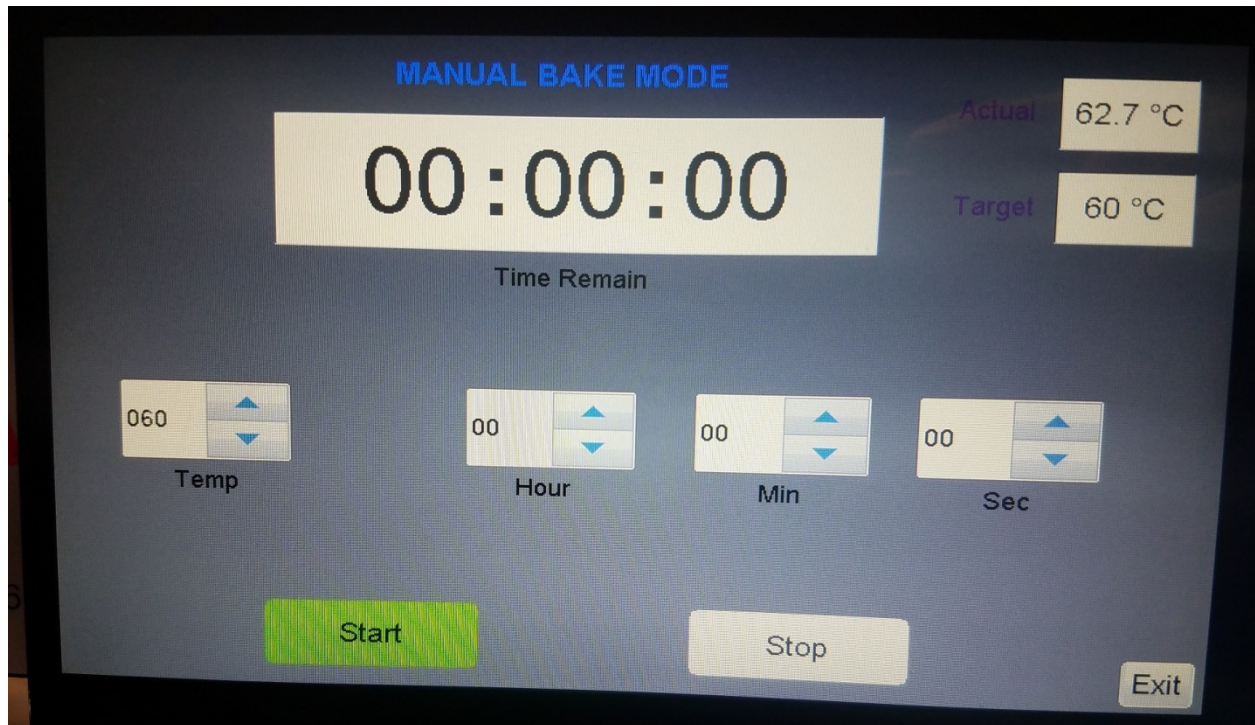 MANUAL BAKE MODE
Actual 62.7 °C
00:00:00
Target 60 °C
Time Remain
060
00
00
00
Temp
Hour
Min
Sec
Start
Stop
Exit